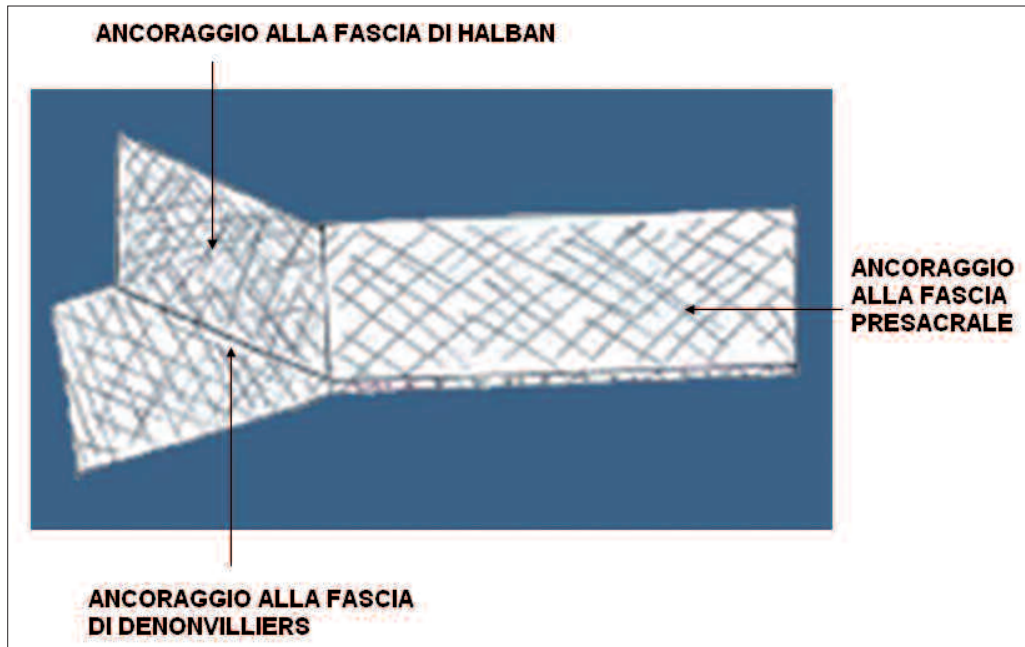 ANCORAGGIO ALLA FASCIA DI HALBAN
ANCORAGGIO
ALLA FASCIA
PRESACRALE
ANCORAGGIO ALLA FASCIA
DI DENONVILLIERS